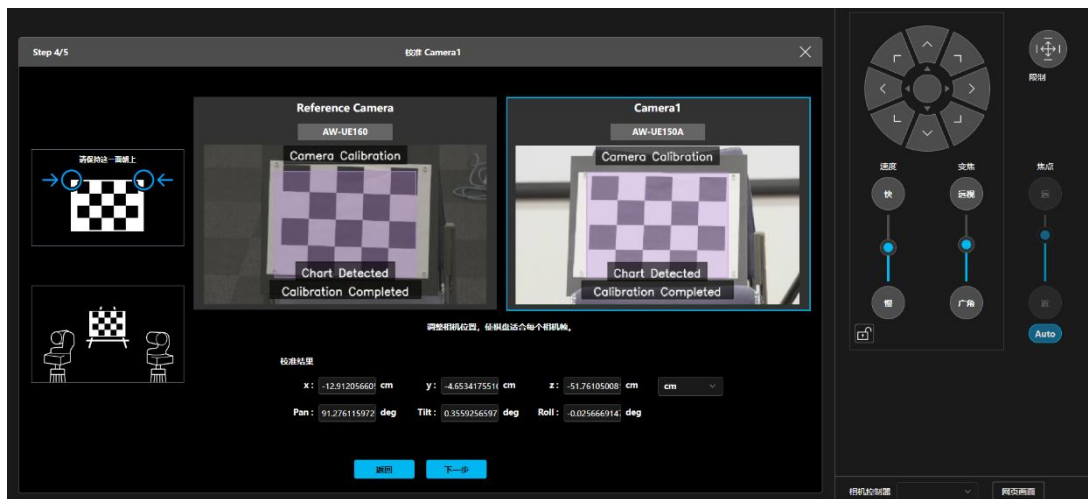 Step 4/5
校准 Camera1
请保持这一面朝上
Reference Camera
AW-UE160
Camera Calibration
Chart Detected
Calibration Completed
Camera1
AW-UE150A
Camera Calibration
Chart Detected
Calibration Completed
调整相机位置，使棋盘适合每个相机帧。
校准结果
x : -12.91205660 cm y : -4.653417551 cm z : -51.76105008 cm cm
Pan : 91.276115972 deg Tilt : 0.3559256597 deg Roll : -0.025666914 deg
返回 下一步
限制
速度 变焦 焦点
快 远视 远
慢 广角 近
Auto
相机控制器 网页画面